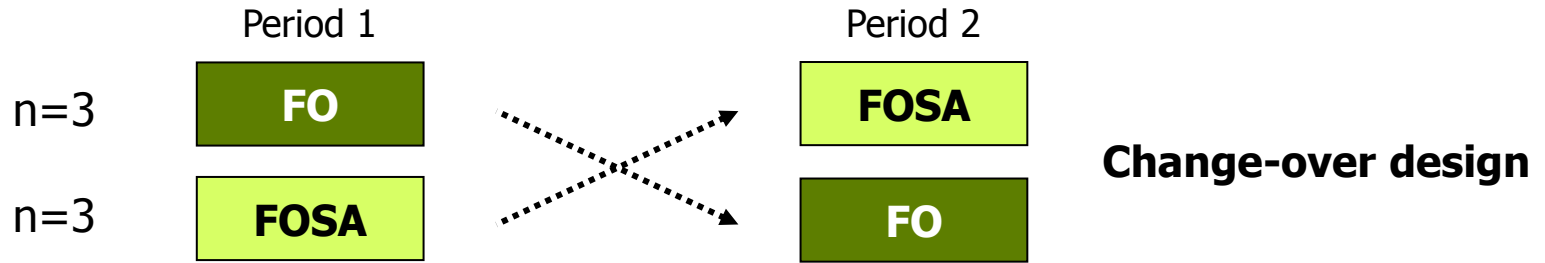 Period 1 Period 2
n=3 FO FOSA
Change-over design
n=3 FOSA FO